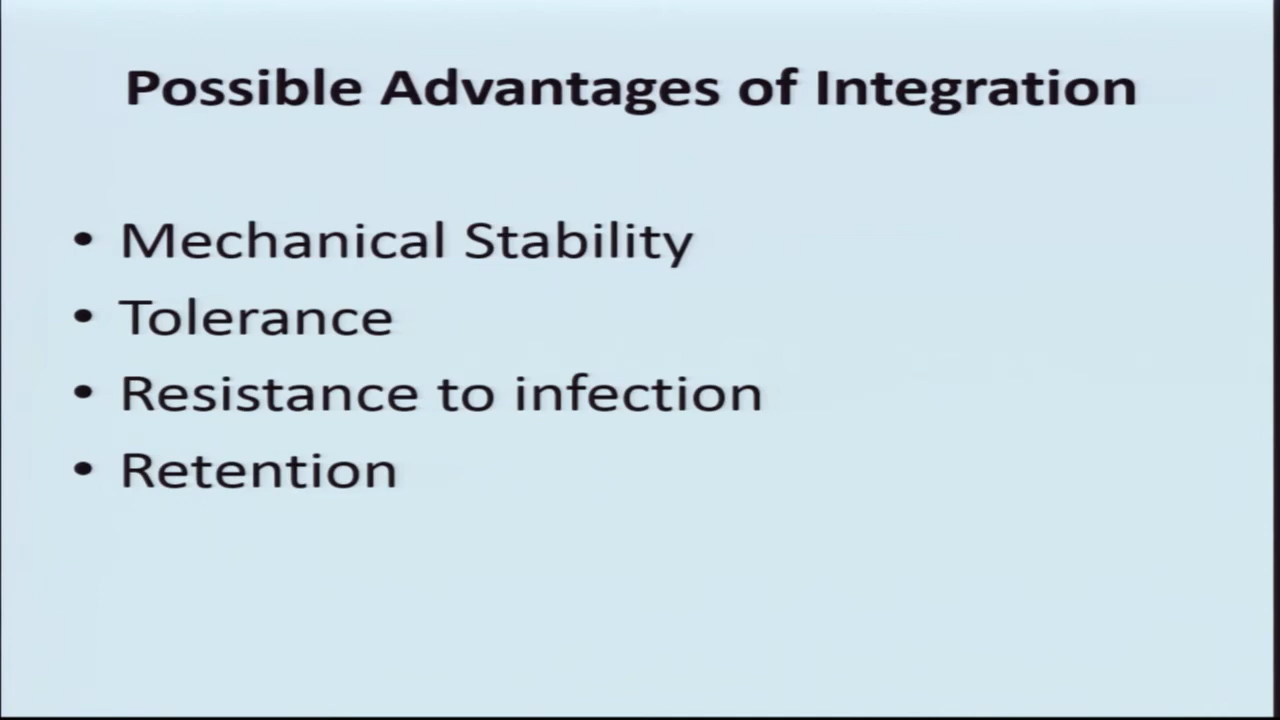 Possible Advantages of Integration
• Mechanical Stability
• Tolerance
• Resistance to infection
• Retention